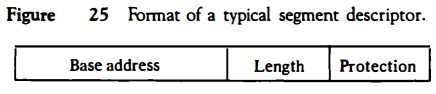 Figure 25 Format of a typical segment descriptor.
Base address Length Protection